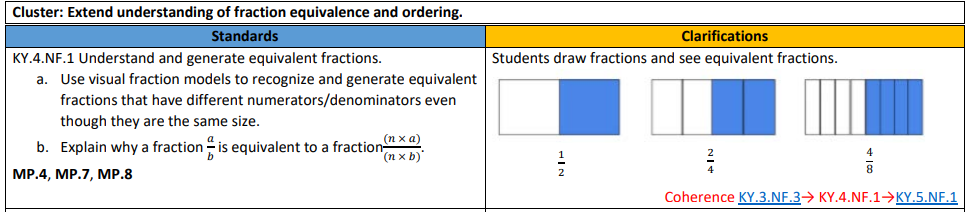 Cluster: Extend understanding of fraction equivalence and ordering.
Standards
KY.4.NF.1 Understand and generate equivalent fractions.
a. Use visual fraction models to recognize and generate equivalent
fractions that have different numerators/denominators even
though they are the same size.
b. Explain why a fraction a/b is equivalent to a fraction (n x a)/(n x b).
MP.4, MP.7, MP.8
Clarifications
Students draw fractions and see equivalent fractions.
1/2 2/4 4/8
Coherence KY.3.NF.3→ KY.4.NF.1→KY.5.NF.1